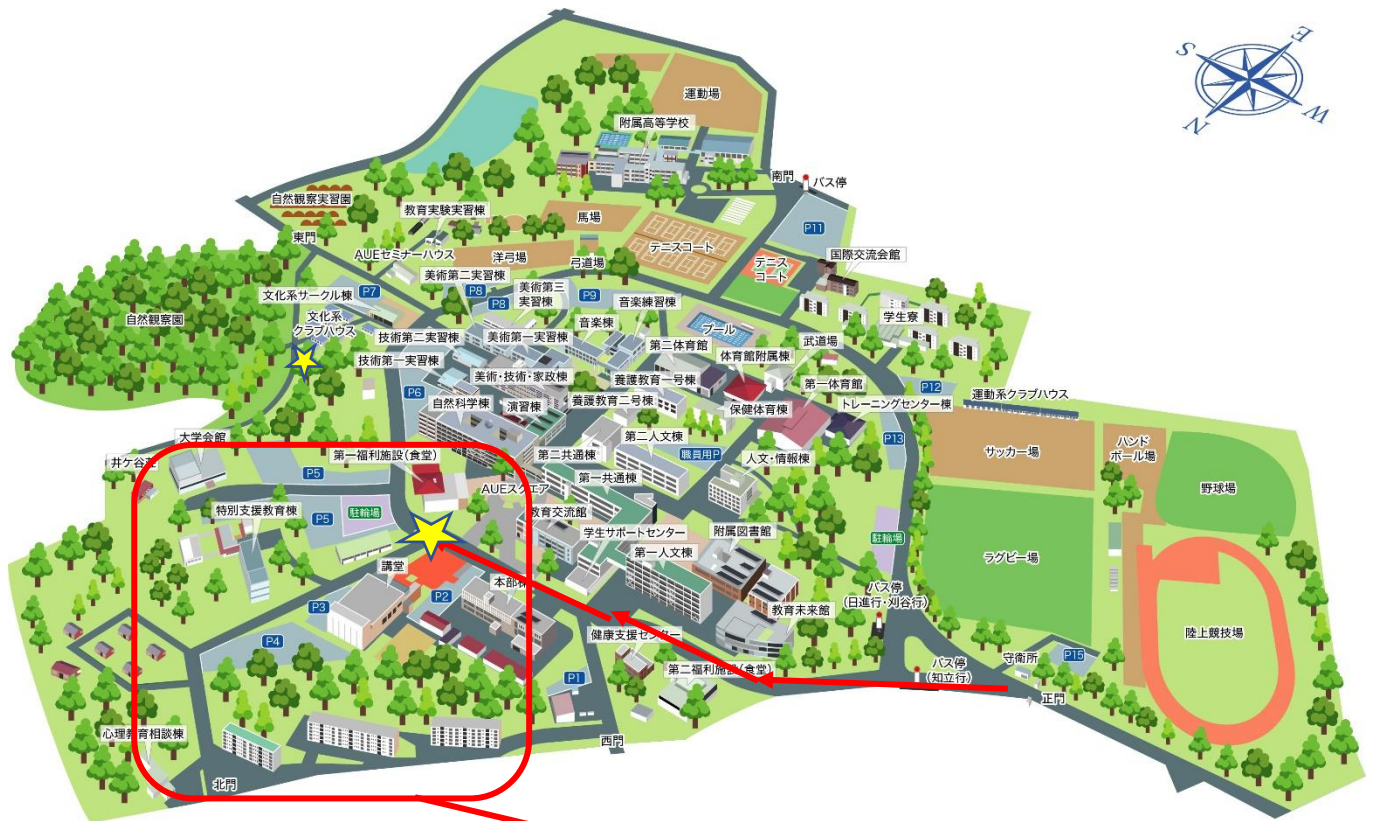 E
S
W
N
運動場
附属高等学校
南門
バス停
自然観察実習園
教育実験実習棟
馬場
P11
東門
AUEセミナーハウス
洋弓場
弓道場
テニスコート
テニス
コート
国際交流会館
美術第二実習棟
文化系サークル棟
P7
P8
P8
美術第三
実習棟
P9
音楽練習棟
自然観察園
文化系
クラブハウス
技術第二実習棟
美術第一実習棟
音楽棟
プール
学生寮
技術第一実習棟
第二体育館
体育館附属棟
武道場
美術・技術・家政棟
養護教育一号棟
第一体育館
P12
運動系クラブハウス
P6
自然科学棟
演習棟
養護教育二号棟
保健体育棟
トレーニングセンター棟
大学会館
第二人文棟
P13
サッカー場
ハンド
ボール場
井ケ谷荘
P5
第一福利施設(食堂)
第二共通棟
職員用P
人文・情報棟
野球場
AUEスクエア
第一共通棟
特別支援教育棟
P5
駐輪場
教育交流館
学生サポートセンター
附属図書館
駐輪場
ラグビー場
第一人文棟
講堂
本部棟
バス停
(日進行・刈谷行)
P3
P2
教育未来館
陸上競技場
P4
健康支援センター
第二福利施設(食堂)
バス停
(知立行)
守衛所
P15
P1
正門
心理教育相談棟
西門
北門